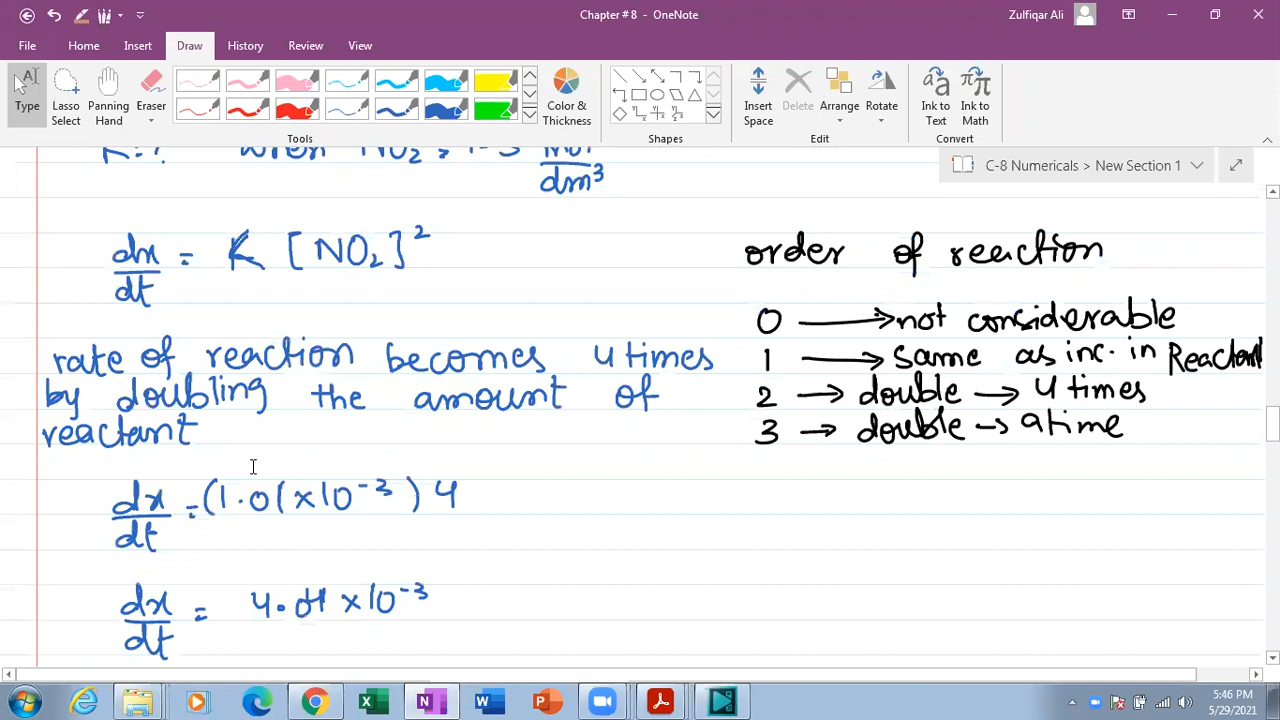 Chapter # 8 - OneNote
Zulfiqar Ali
File Home Insert Draw History Review View
Type
Lasso Select
Panning Hand
Eraser
Color & Thickness
Insert Space
Delete
Arrange
Rotate
Ink to Text
Ink to Math
Tools
Shapes
Edit
Convert
C-8 Numericals > New Section 1
K=? when NO₂ =
dm³
dx/dt = K [NO₂]²
rate of reaction becomes 4 times
by doubling the amount of
reactant
dx/dt = (1.01 x 10⁻³) 4
dx/dt = 4.04 x 10⁻³
order of reaction
0 → not considerable
1 → same as inc. in Reactant
2 → double → 4 times
3 → double → 9 time
5:46 PM
5/29/2021